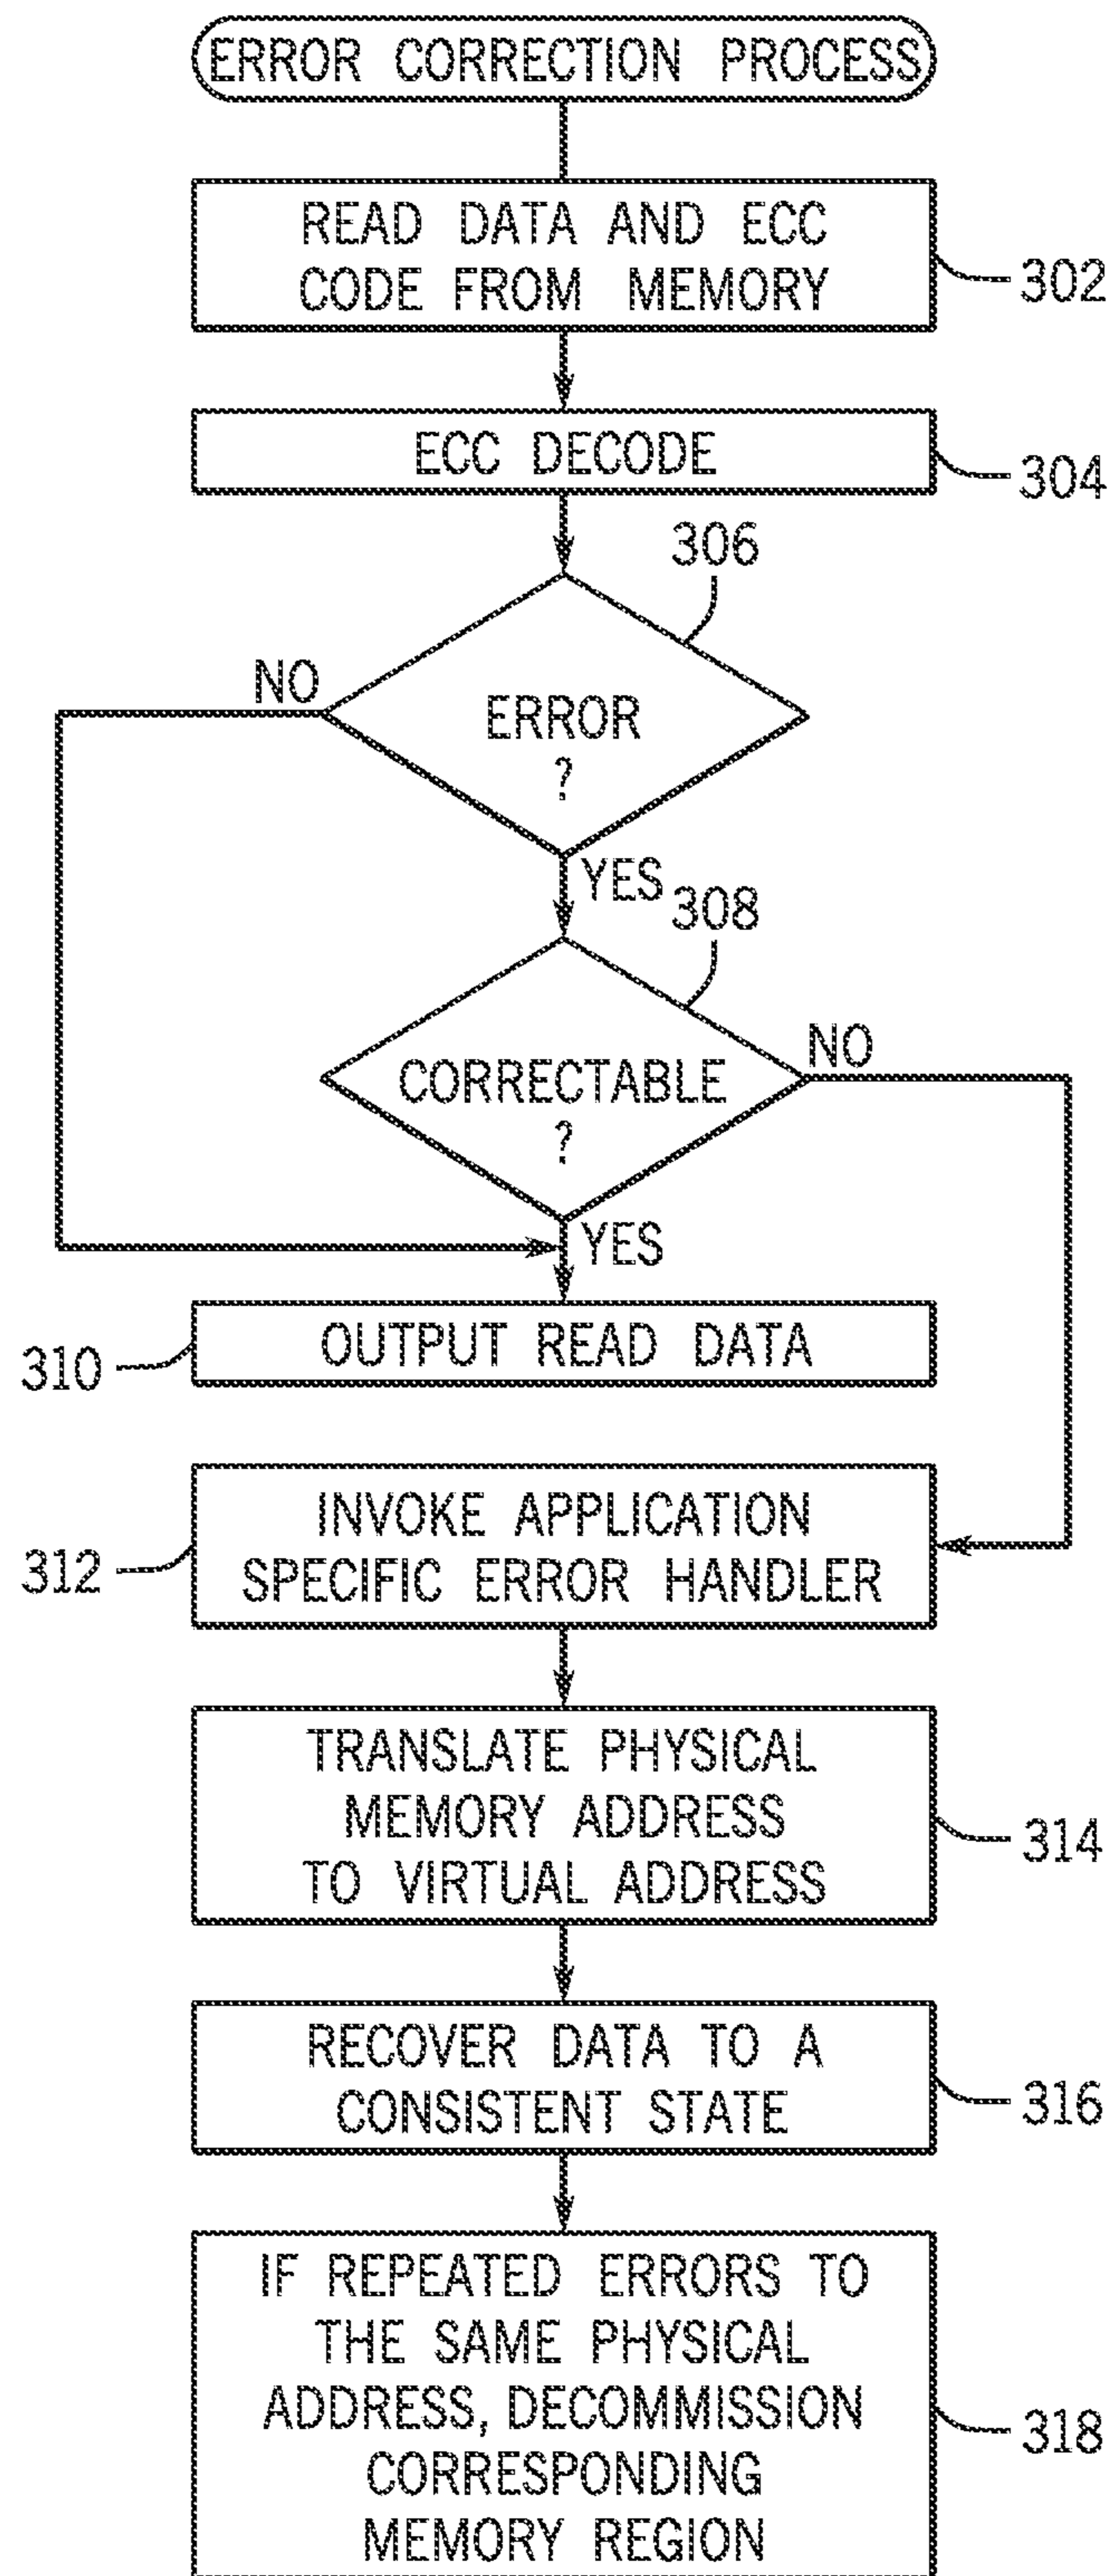 ERROR CORRECTION PROCESS
READ DATA AND ECC
CODE FROM MEMORY
302
ECC DECODE
304
306
NO
ERROR
?
YES
308
NO
CORRECTABLE
?
YES
OUTPUT READ DATA
310
INVOKE APPLICATION
SPECIFIC ERROR HANDLER
312
TRANSLATE PHYSICAL
MEMORY ADDRESS
TO VIRTUAL ADDRESS
314
RECOVER DATA TO A
CONSISTENT STATE
316
IF REPEATED ERRORS TO
THE SAME PHYSICAL
ADDRESS, DECOMMISSION
CORRESPONDING
MEMORY REGION
318